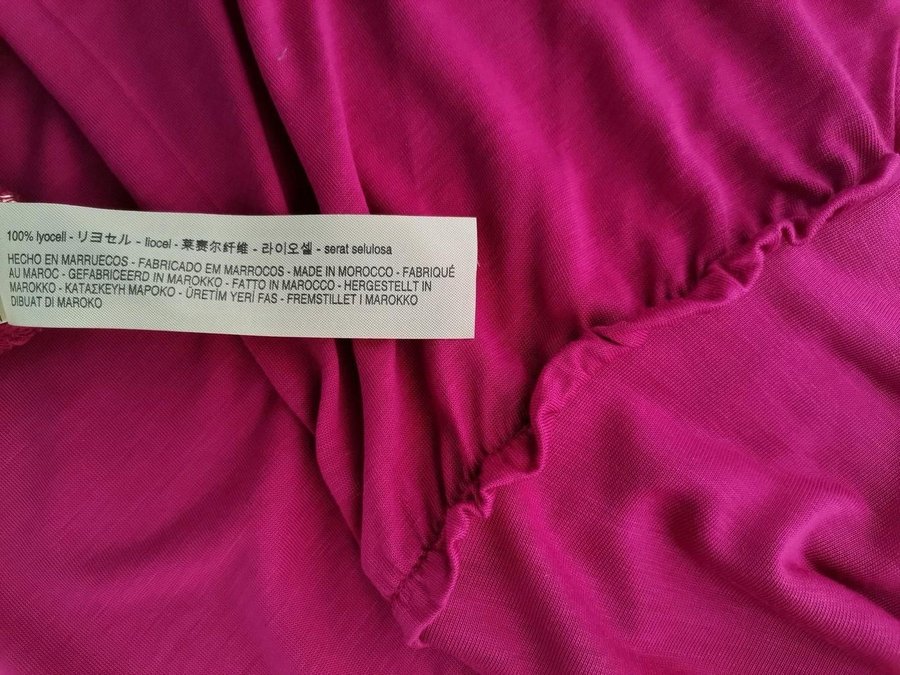 100% lyocell - リヨセル - liocel - 莱赛尔纤维 - 라이오셀 - serat selulosa
HECHO EN MARRUECOS - FABRICADO EM MARROCOS - MADE IN MOROCCO - FABRIQUÉ
AU MAROC - GEFABRICEERD IN MAROKKO - FATTO IN MAROCCO - HERGESTELLT IN
MAROKKO - ΚΑΤΑΣΚΕΥΗ ΜΑΡΟΚΟ - ÜRETİM YERİ FAS - FREMSTILLET I MAROKKO
DIBUAT DI MAROKO